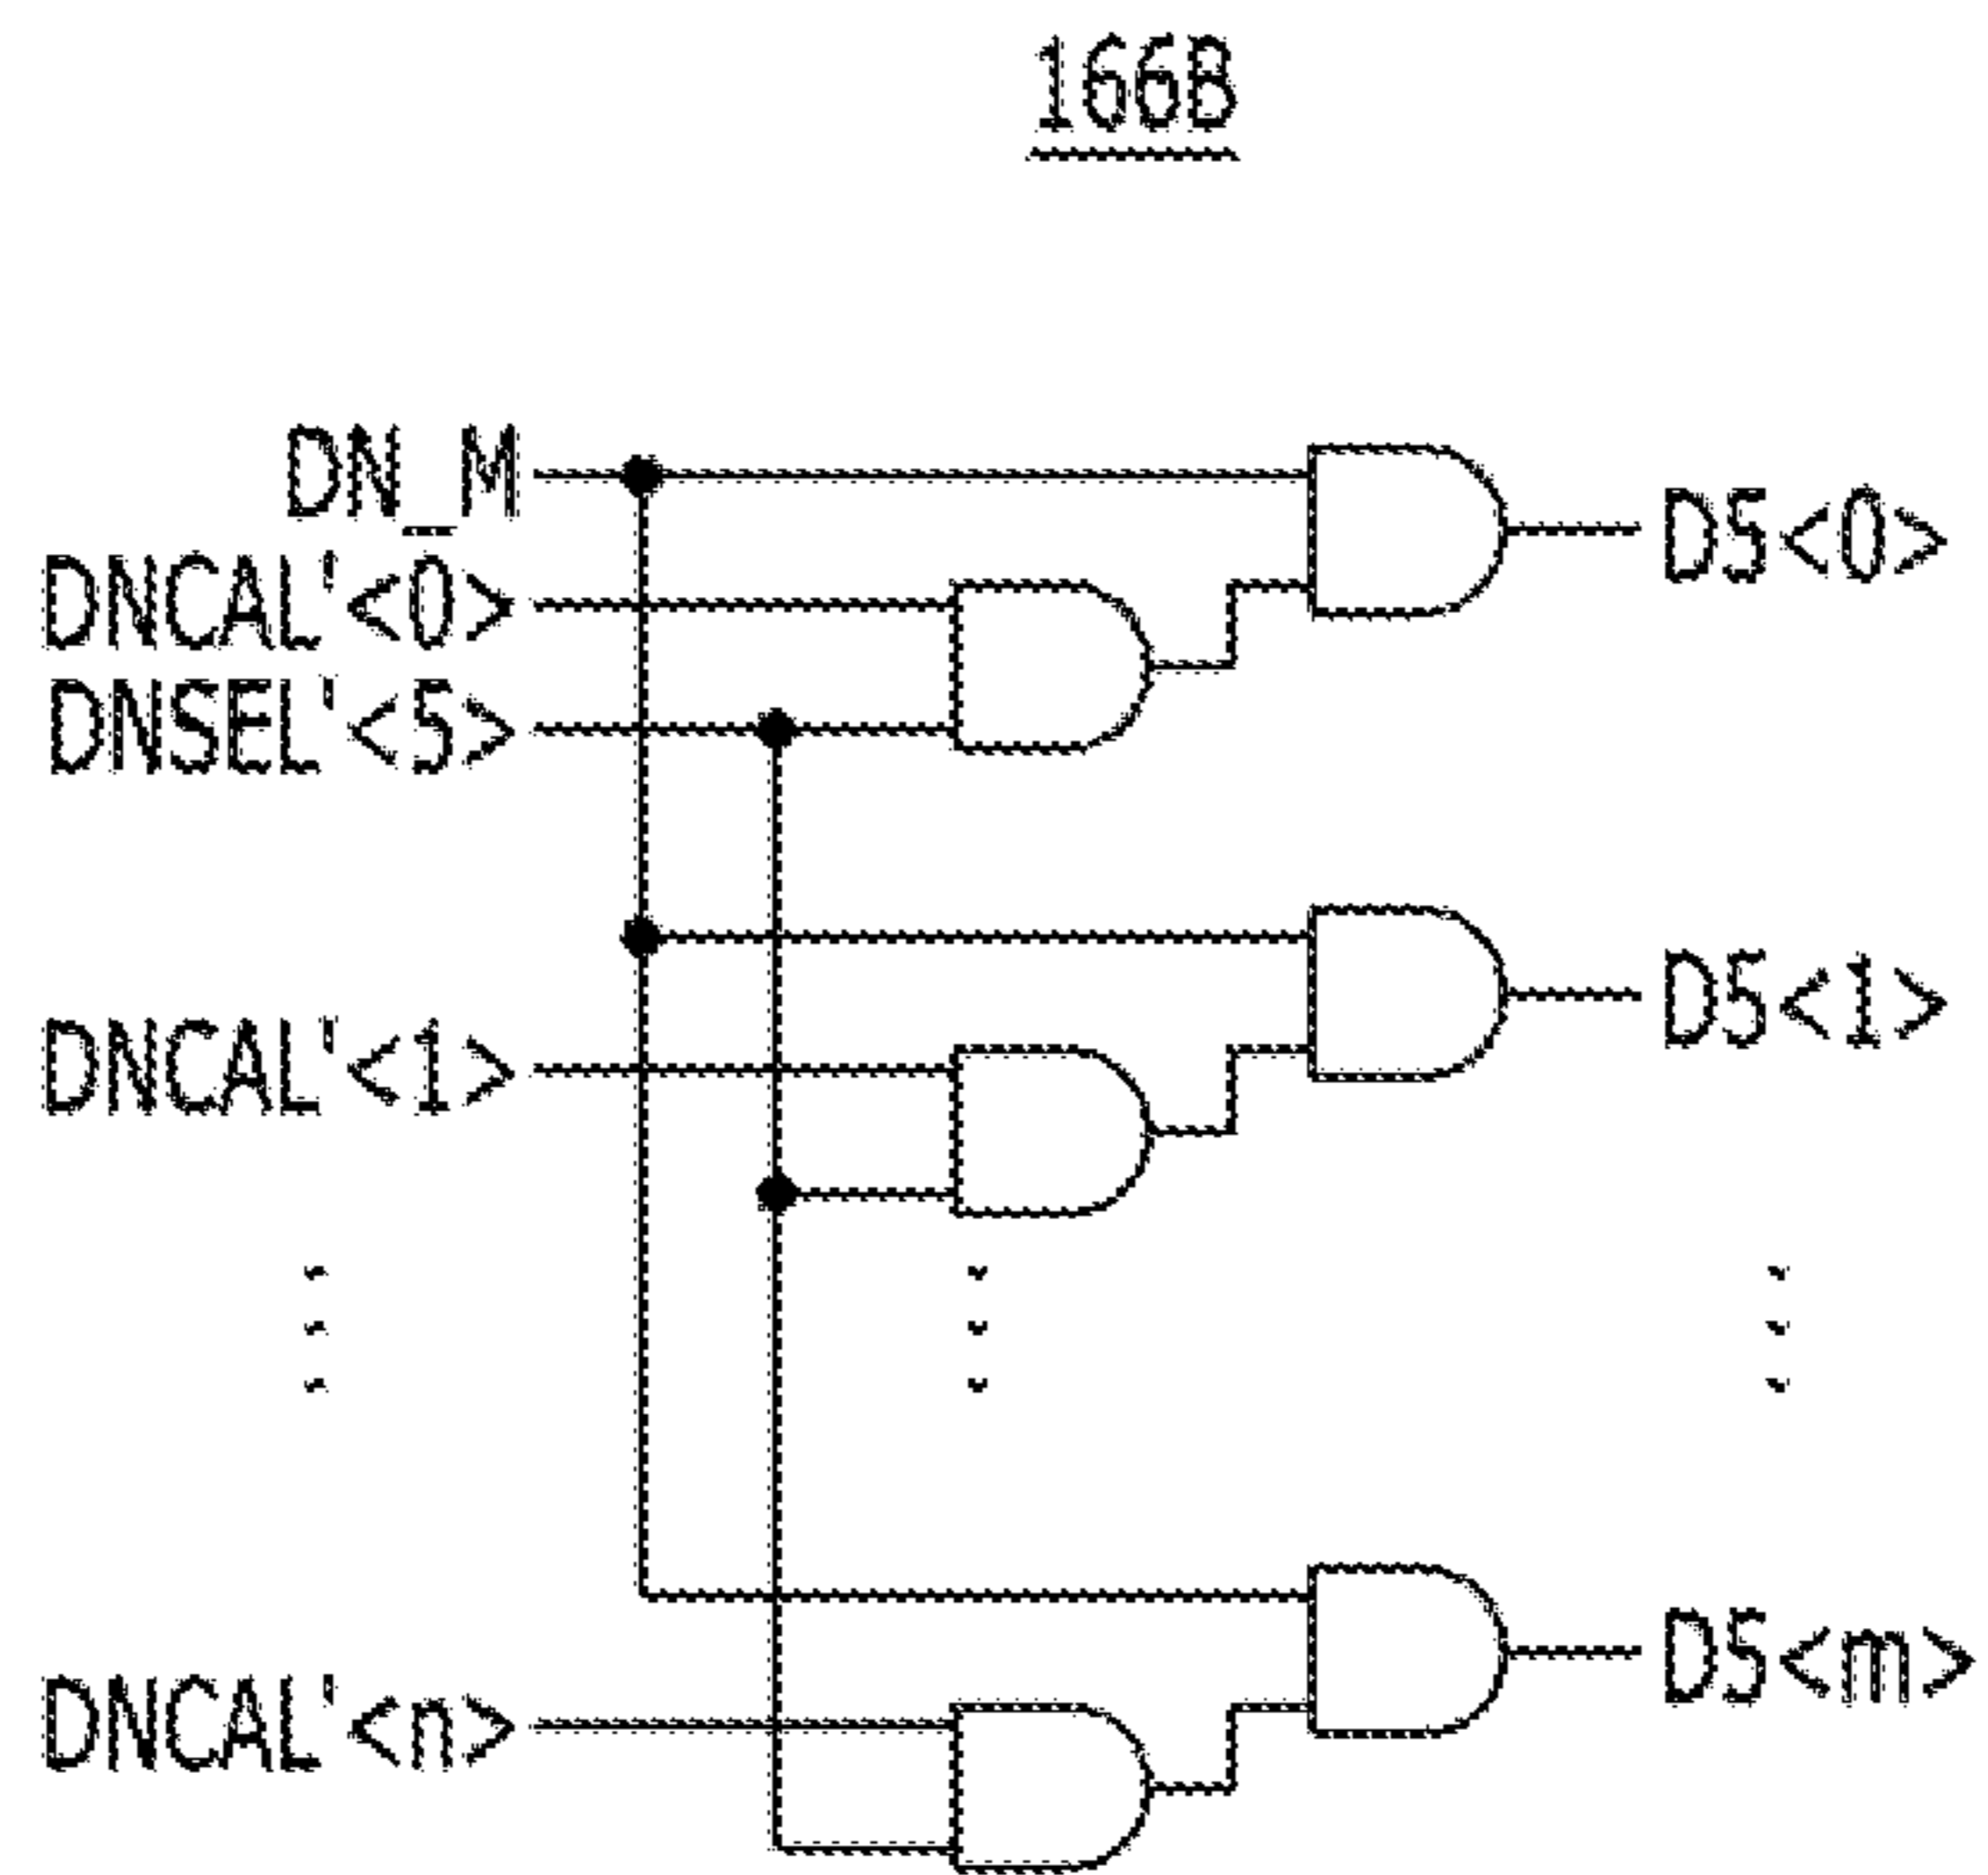 166B
DN_M
DNCAL'<0>
DNSEL'<5>
D5<0>
DNCAL'<1>
D5<1>
DNCAL'<n>
D5<m>